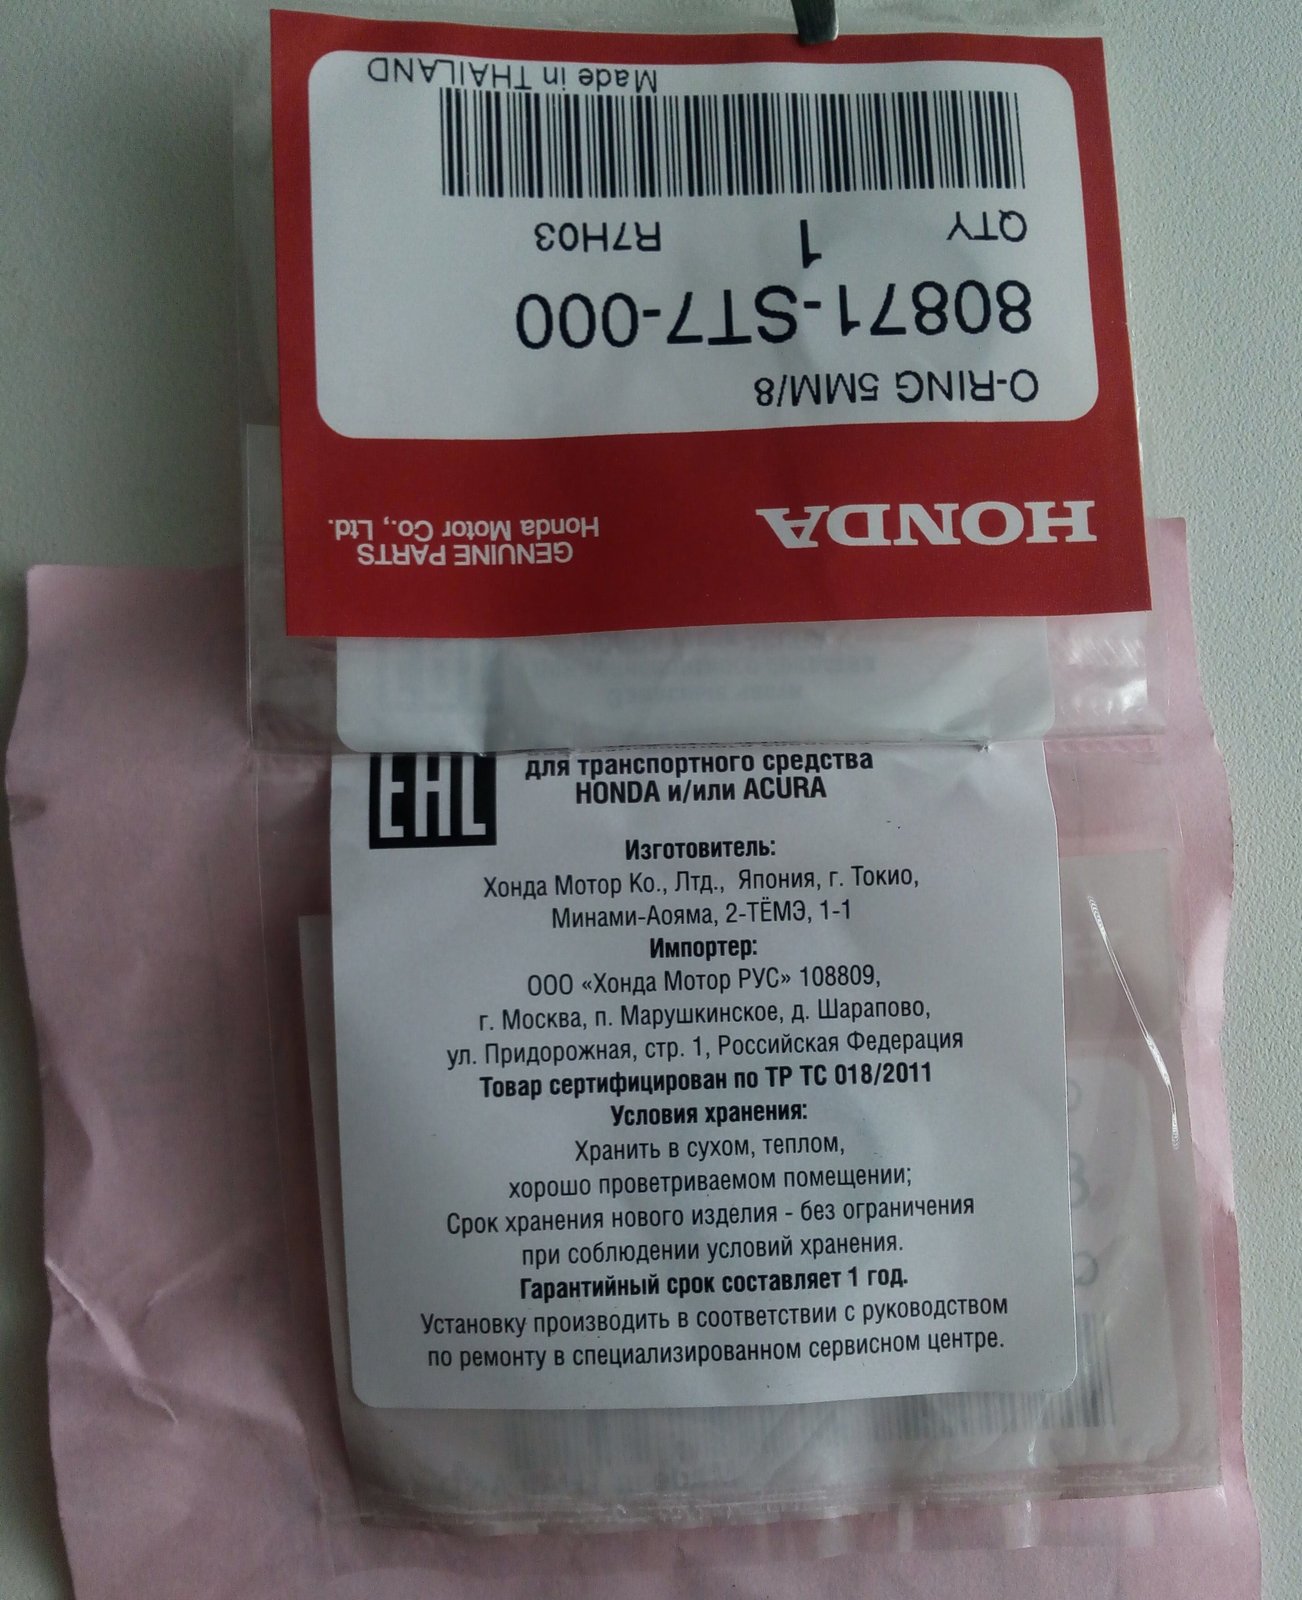 HONDA
GENUINE PARTS
Honda Motor Co., Ltd.
O-RING 5MM/8
80871-ST7-000
QTY 1 R7H03
Made in THAILAND
EAC
для транспортного средства
HONDA и/или ACURA
Изготовитель:
Хонда Мотор Ко., Лтд., Япония, г. Токио,
Минами-Аояма, 2-ТЁМЭ, 1-1
Импортер:
ООО «Хонда Мотор РУС» 108809,
г. Москва, п. Марушкинское, д. Шарапово,
ул. Придорожная, стр. 1, Российская Федерация
Товар сертифицирован по ТР ТС 018/2011
Условия хранения:
Хранить в сухом, теплом,
хорошо проветриваемом помещении;
Срок хранения нового изделия - без ограничения
при соблюдении условий хранения.
Гарантийный срок составляет 1 год.
Установку производить в соответствии с руководством
по ремонту в специализированном сервисном центре.